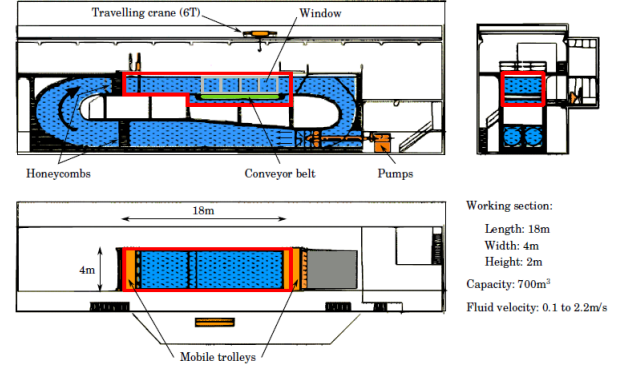 Travelling crane (6T)
Window
Honeycombs
Conveyor belt
Pumps
18m
4m
Mobile trolleys
Working section:
Length: 18m
Width: 4m
Height: 2m
Capacity: 700m³
Fluid velocity: 0.1 to 2.2m/s